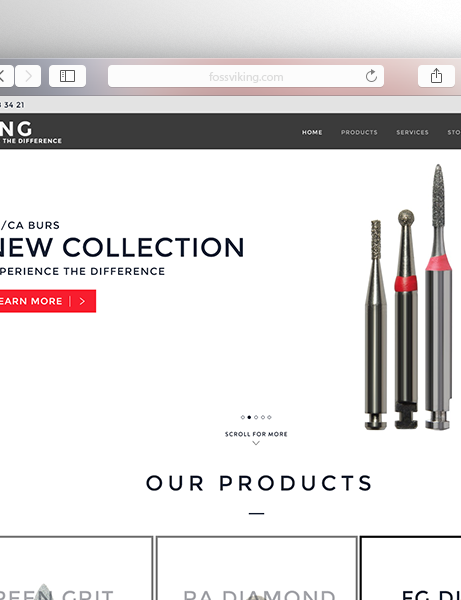 fossviking.com
3 34 21
NG
THE DIFFERENCE
HOME PRODUCTS SERVICES STO
/CA BURS
NEW COLLECTION
PERIENCE THE DIFFERENCE
EARN MORE
SCROLL FOR MORE
OUR PRODUCTS
REEN GRIT
RA DIAMOND
FG DI